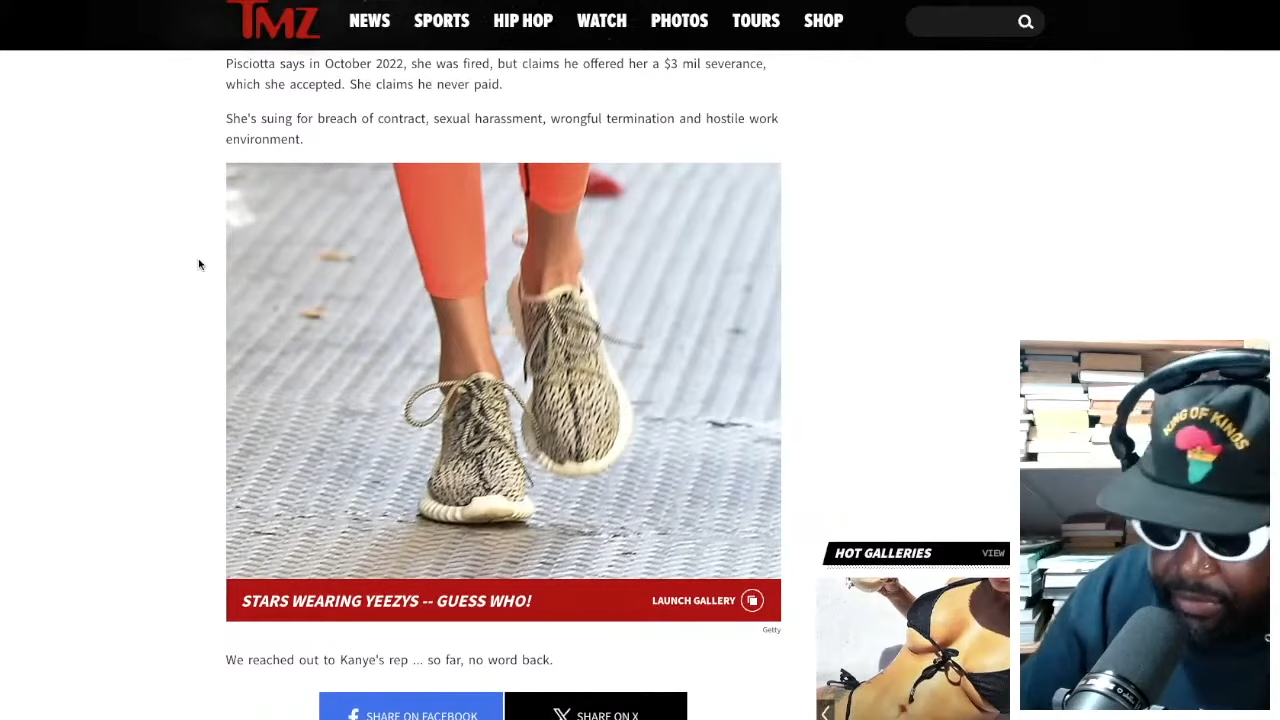 TMZ
NEWS SPORTS HIP HOP WATCH PHOTOS TOURS SHOP
Pisciotta says in October 2022, she was fired, but claims he offered her a $3 mil severance,
which she accepted. She claims he never paid.
She's suing for breach of contract, sexual harassment, wrongful termination and hostile work
environment.
KING OF KINGS
HOT GALLERIES VIEW
STARS WEARING YEEZYS -- GUESS WHO! LAUNCH GALLERY
Getty
We reached out to Kanye's rep ... so far, no word back.
SHARE ON FACEBOOK SHARE ON X